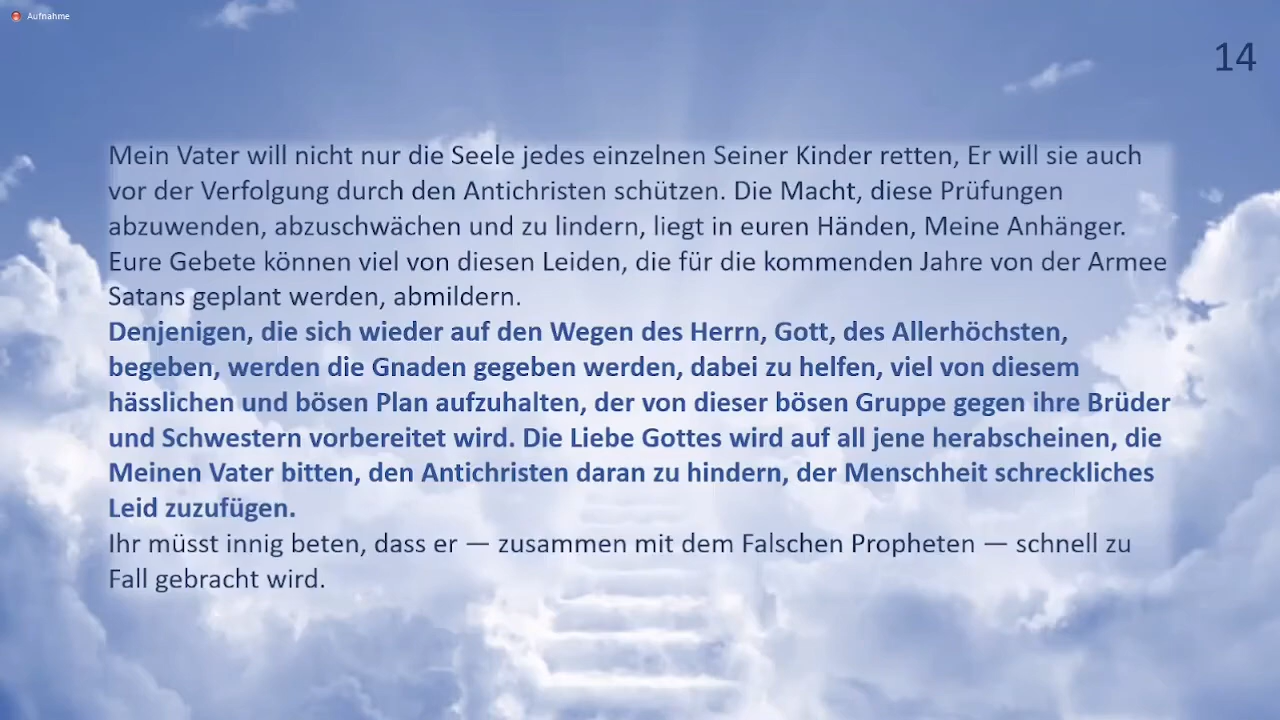 Aufnahme
14
Mein Vater will nicht nur die Seele jedes einzelnen Seiner Kinder retten, Er will sie auch
vor der Verfolgung durch den Antichristen schützen. Die Macht, diese Prüfungen
abzuwenden, abzuschwächen und zu lindern, liegt in euren Händen, Meine Anhänger.
Eure Gebete können viel von diesen Leiden, die für die kommenden Jahre von der Armee
Satans geplant werden, abmildern.
Denjenigen, die sich wieder auf den Wegen des Herrn, Gott, des Allerhöchsten,
begeben, werden die Gnaden gegeben werden, dabei zu helfen, viel von diesem
hässlichen und bösen Plan aufzuhalten, der von dieser bösen Gruppe gegen ihre Brüder
und Schwestern vorbereitet wird. Die Liebe Gottes wird auf all jene herabscheinen, die
Meinen Vater bitten, den Antichristen daran zu hindern, der Menschheit schreckliches
Leid zuzufügen.
Ihr müsst innig beten, dass er — zusammen mit dem Falschen Propheten — schnell zu
Fall gebracht wird.